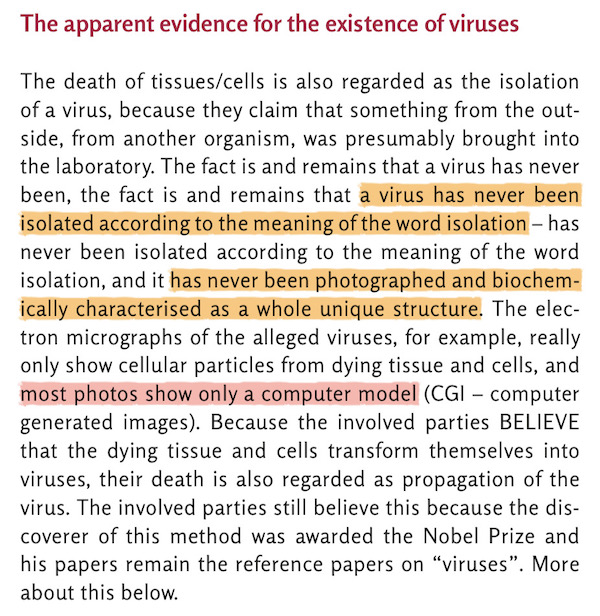 The apparent evidence for the existence of viruses
The death of tissues/cells is also regarded as the isolation
of a virus, because they claim that something from the out-
side, from another organism, was presumably brought into
the laboratory. The fact is and remains that a virus has never
been, the fact is and remains that a virus has never been
isolated according to the meaning of the word isolation – has
never been isolated according to the meaning of the word
isolation, and it has never been photographed and biochem-
ically characterised as a whole unique structure. The elec-
tron micrographs of the alleged viruses, for example, really
only show cellular particles from dying tissue and cells, and
most photos show only a computer model (CGI – computer
generated images). Because the involved parties BELIEVE
that the dying tissue and cells transform themselves into
viruses, their death is also regarded as propagation of the
virus. The involved parties still believe this because the dis-
coverer of this method was awarded the Nobel Prize and
his papers remain the reference papers on “viruses”. More
about this below.